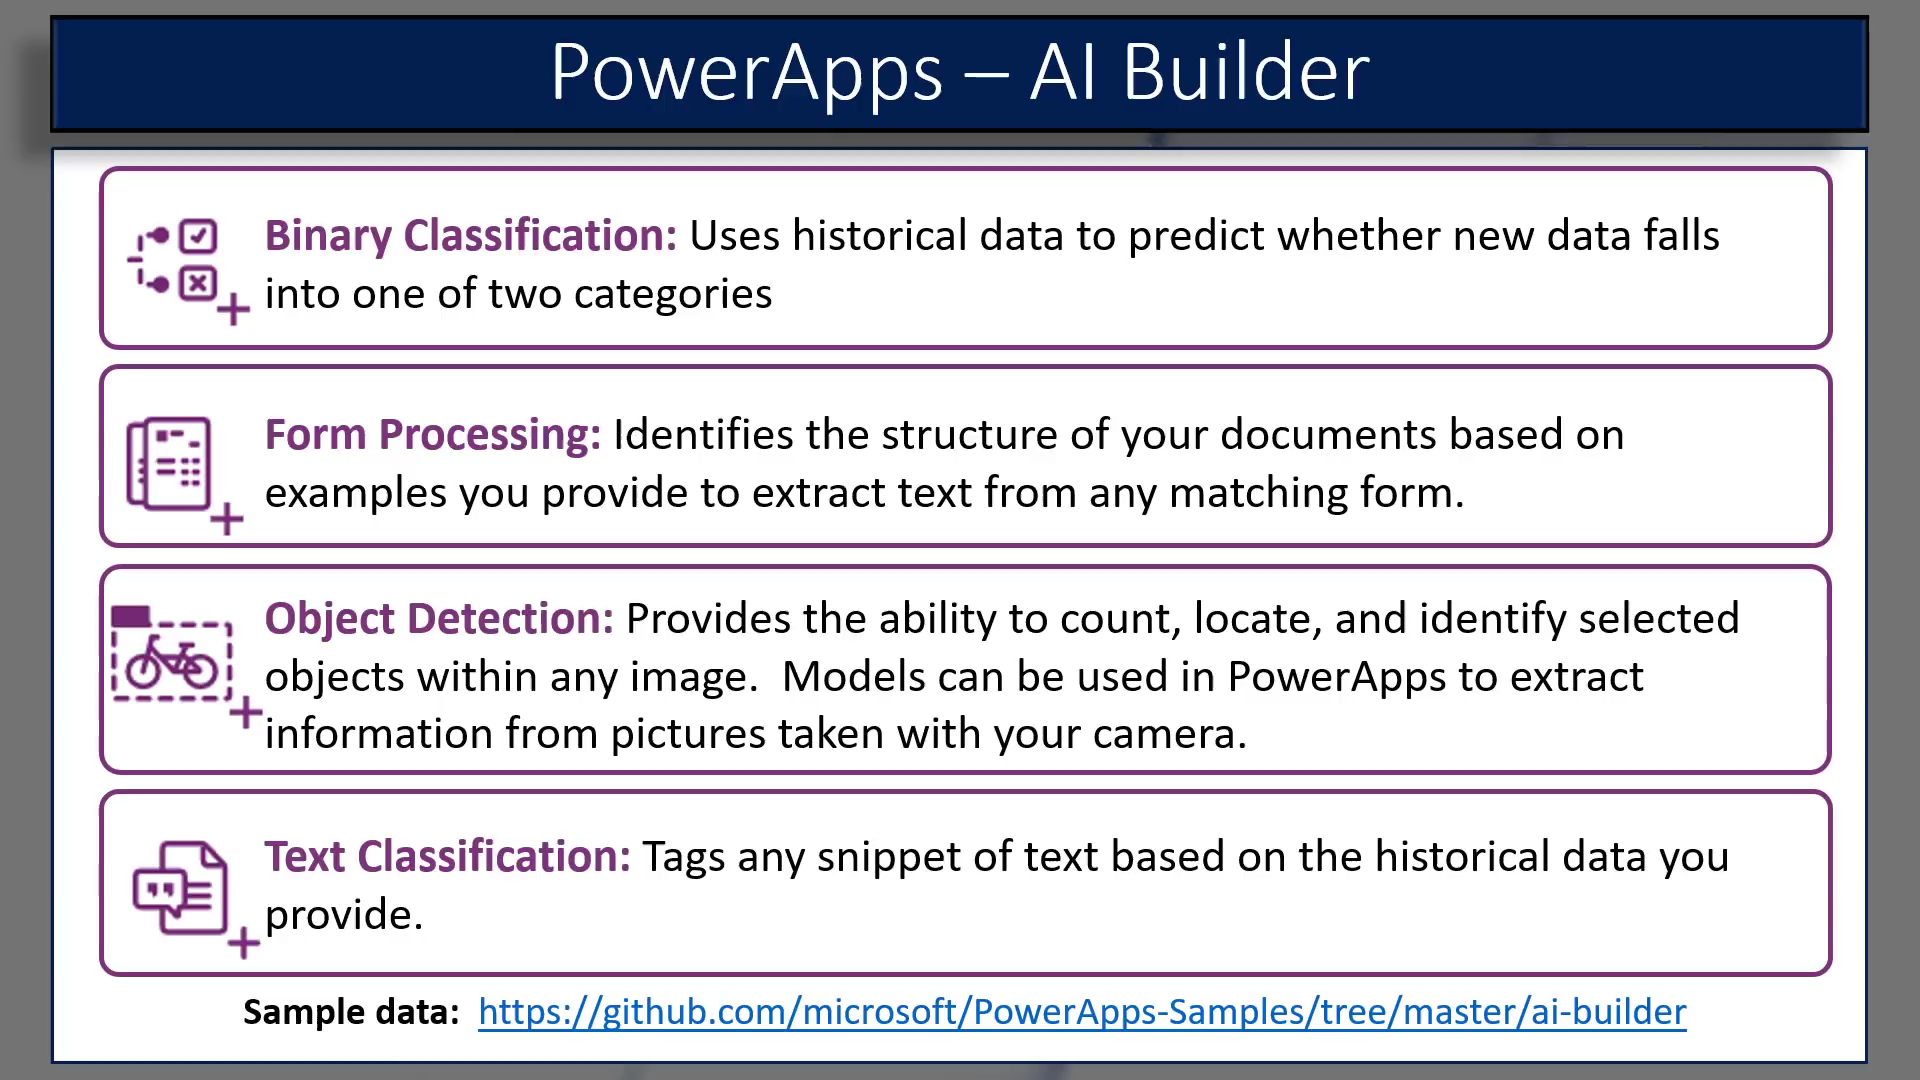 PowerApps – AI Builder
Binary Classification: Uses historical data to predict whether new data falls
into one of two categories
Form Processing: Identifies the structure of your documents based on
examples you provide to extract text from any matching form.
Object Detection: Provides the ability to count, locate, and identify selected
objects within any image.  Models can be used in PowerApps to extract
information from pictures taken with your camera.
Text Classification: Tags any snippet of text based on the historical data you
provide.
Sample data:  https://github.com/microsoft/PowerApps-Samples/tree/master/ai-builder